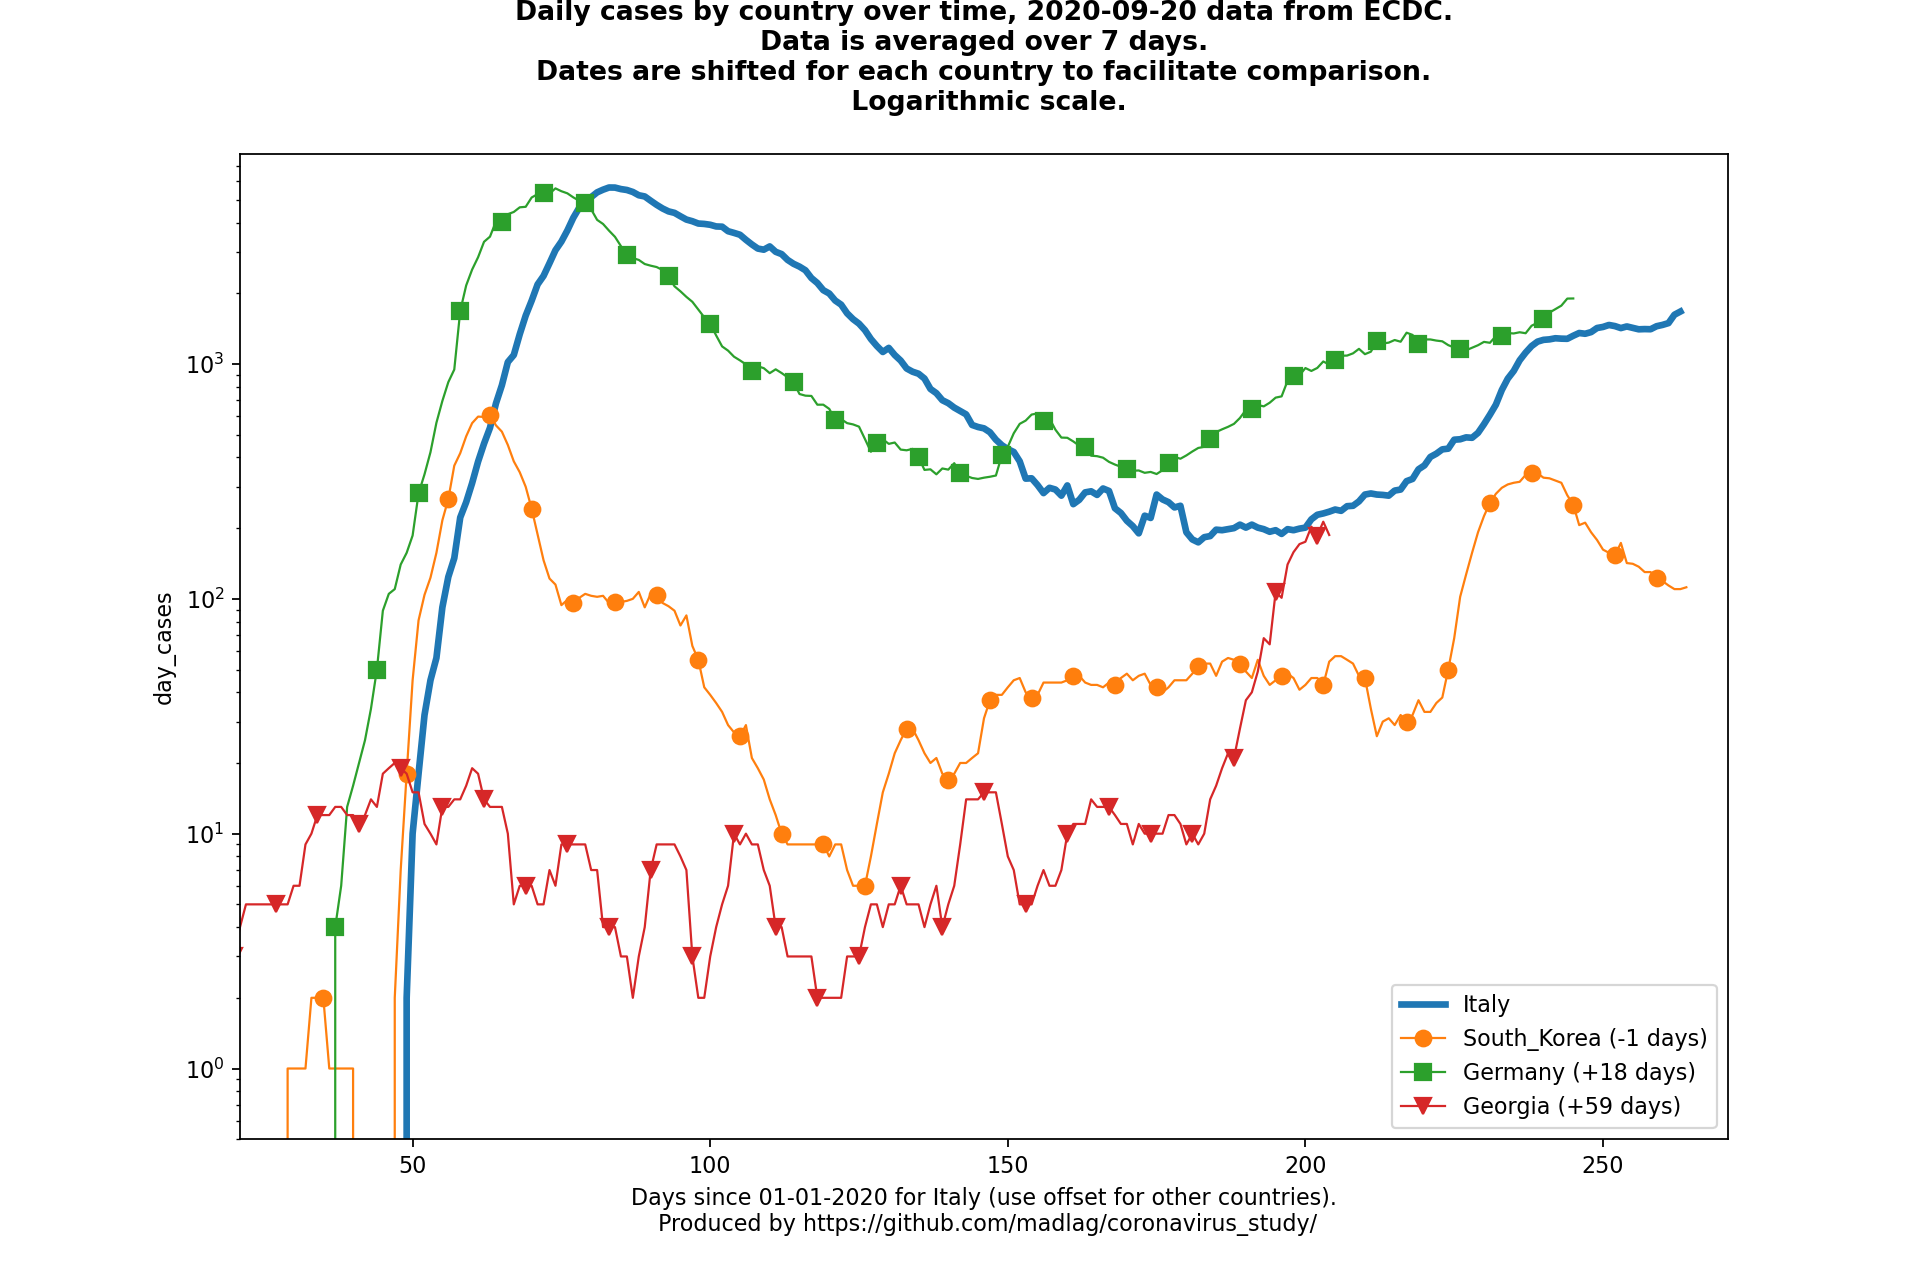 Daily cases by country over time, 2020-09-20 data from ECDC.
Data is averaged over 7 days.
Dates are shifted for each country to facilitate comparison.
Logarithmic scale.
10³
10²
10¹
10⁰
day_cases
50 100 150 200 250
Days since 01-01-2020 for Italy (use offset for other countries).
Produced by https://github.com/madlag/coronavirus_study/
Italy
South_Korea (-1 days)
Germany (+18 days)
Georgia (+59 days)